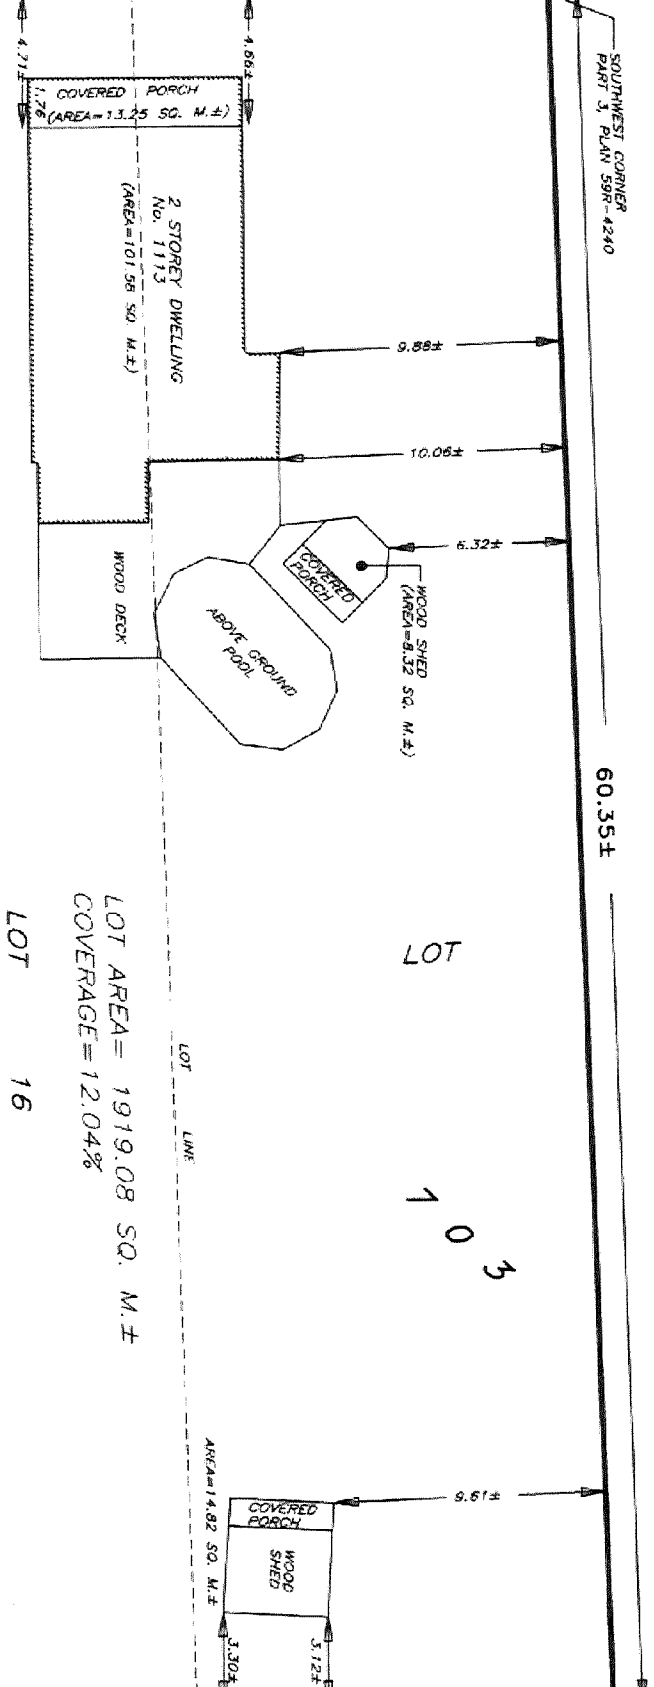 SOUTHWEST CORNER
PART 3, PLAN 59R-4240
4.71±
4.66±
COVERED PORCH
(AREA=13.25 SQ. M.±)
1.76
2 STOREY DWELLING
No. 1113
(AREA=101.58 SQ. M.±)
9.88±
10.06±
6.32±
COVERED
PORCH
WOOD SHED
(AREA=8.32 SQ. M.±)
WOOD DECK
ABOVE GROUND
POOL
60.35±
LOT
103
LOT AREA= 1919.08 SQ. M.±
COVERAGE=12.04%
LOT 16
LOT LINE
9.61±
AREA=14.82 SQ. M.±
COVERED
PORCH
WOOD
SHED
3.30±
3.12±